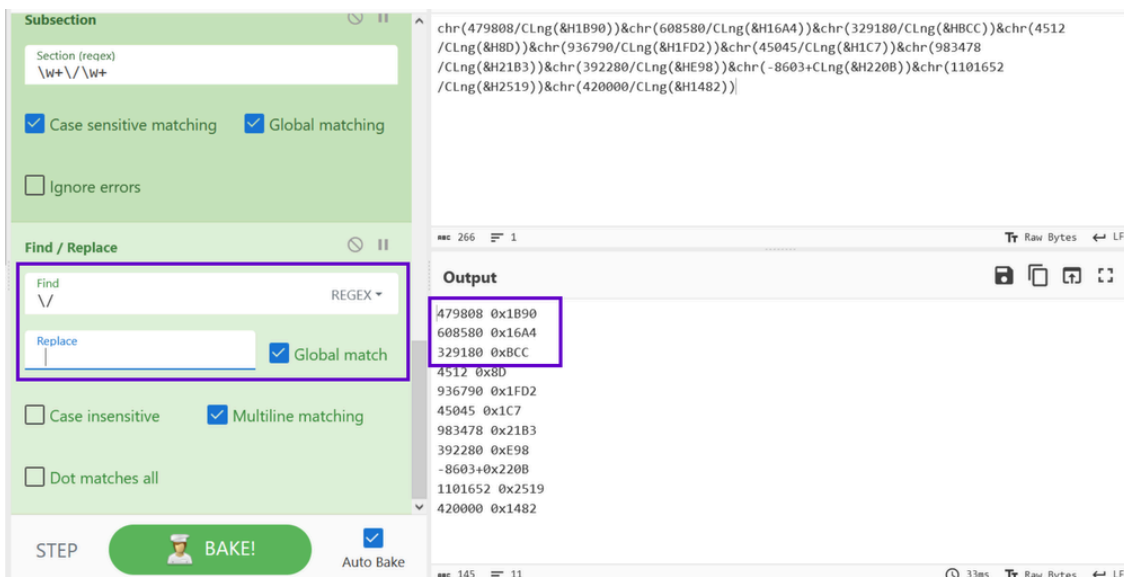 Subsection
Section (regex)
\w+\/\w+
Case sensitive matching
Global matching
Ignore errors
Find / Replace
Find
\/
REGEX
Replace
Global match
Case insensitive
Multiline matching
Dot matches all
STEP
BAKE!
Auto Bake
chr(479808/CLng(&H1B90))&chr(608580/CLng(&H16A4))&chr(329180/CLng(&HBCC))&chr(4512
/CLng(&H8D))&chr(936790/CLng(&H1FD2))&chr(45045/CLng(&H1C7))&chr(983478
/CLng(&H21B3))&chr(392280/CLng(&HE98))&chr(-8603+CLng(&H220B))&chr(1101652
/CLng(&H2519))&chr(420000/CLng(&H1482))
ABC 266 1
Tт Raw Bytes LF
Output
479808 0x1B90
608580 0x16A4
329180 0xBCC
4512 0x8D
936790 0x1FD2
45045 0x1C7
983478 0x21B3
392280 0xE98
-8603+0x220B
1101652 0x2519
420000 0x1482
ABC 145 11
33ms Tт Raw Bytes LF